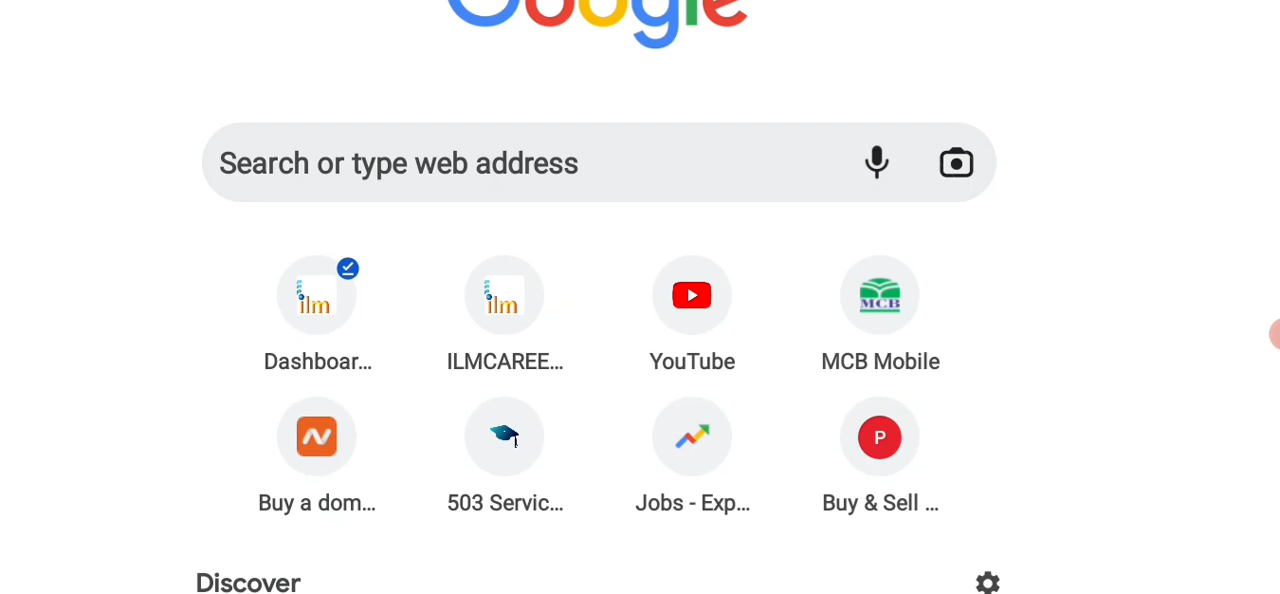 Google
Search or type web address
ilm
ilm
MCB
Dashboar...
ILMCAREE...
YouTube
MCB Mobile
P
Buy a dom...
503 Servic...
Jobs - Exp...
Buy & Sell ...
Discover